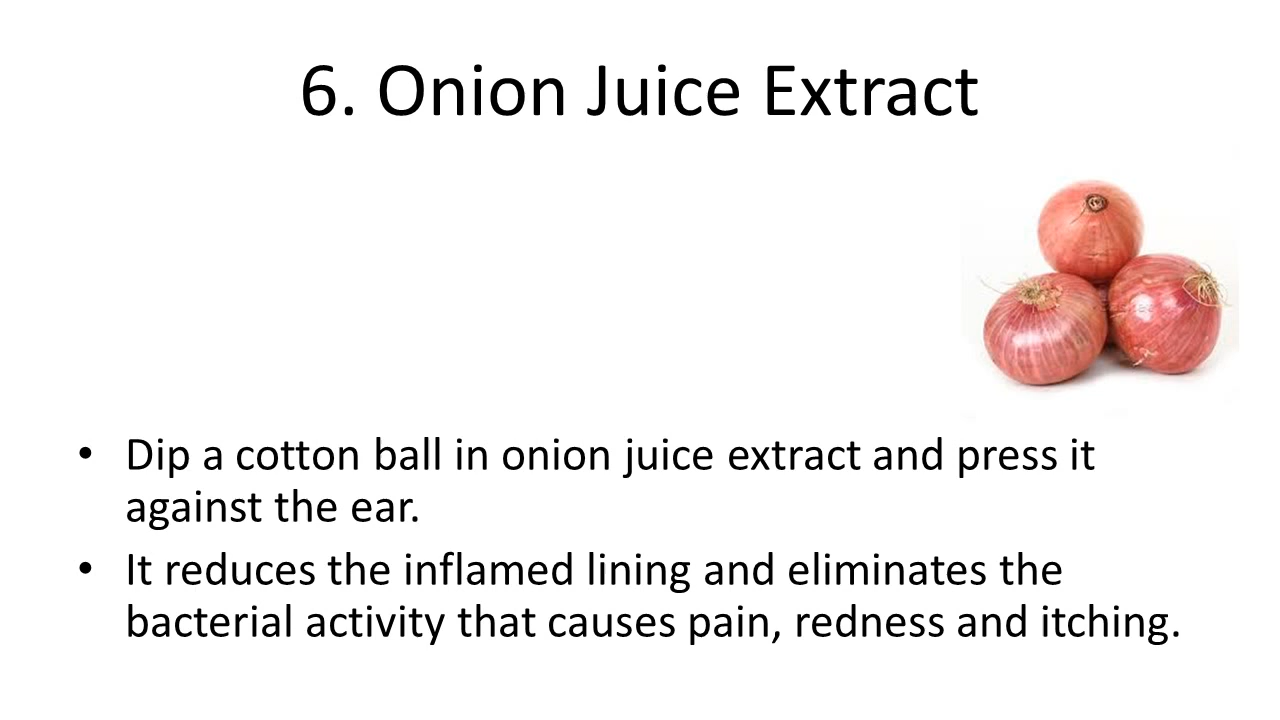 6. Onion Juice Extract
• Dip a cotton ball in onion juice extract and press it
against the ear.
• It reduces the inflamed lining and eliminates the
bacterial activity that causes pain, redness and itching.